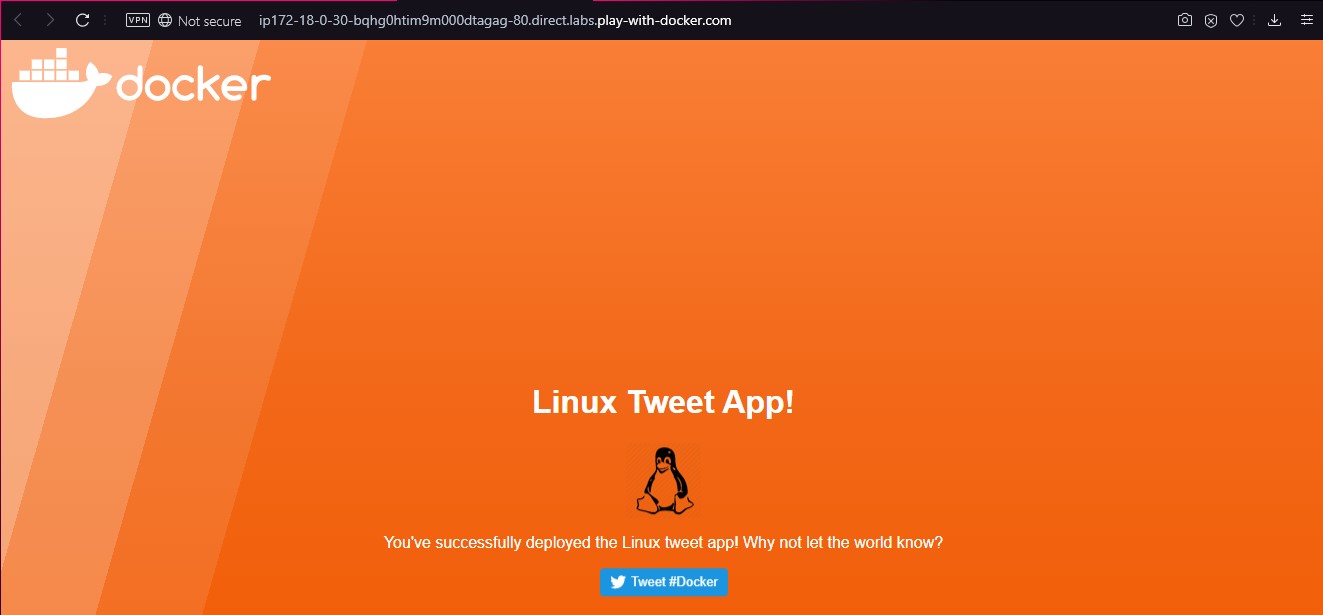 VPN
Not secure
ip172-18-0-30-bqhg0htim9m000dtagag-80.direct.labs.play-with-docker.com
docker
Linux Tweet App!
You've successfully deployed the Linux tweet app! Why not let the world know?
Tweet #Docker